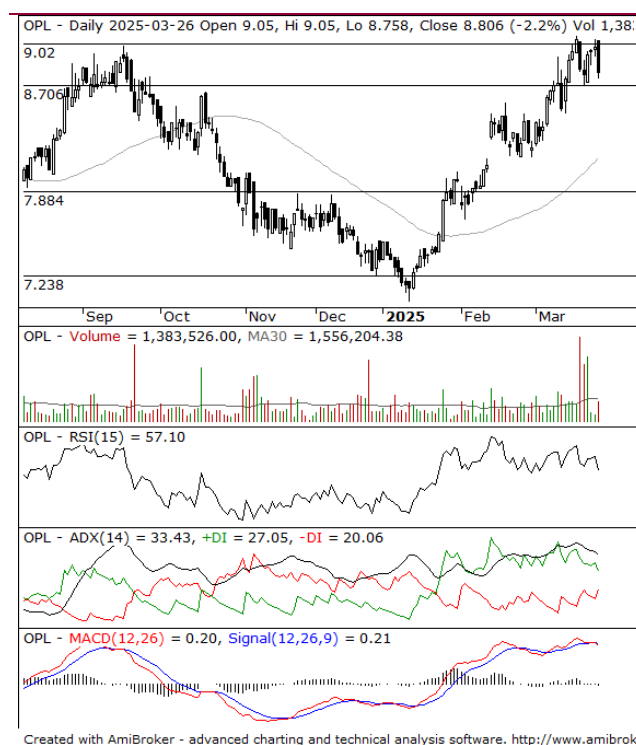 OPL - Daily 2025-03-26 Open 9.05, Hi 9.05, Lo 8.758, Close 8.806 (-2.2%) Vol 1,383
9.02
8.706
7.884
7.238
Sep Oct Nov Dec 2025 Feb Mar
OPL - Volume = 1,383,526.00, MA30 = 1,556,204.38
OPL - RSI(15) = 57.10
OPL - ADX(14) = 33.43, +DI = 27.05, -DI = 20.06
OPL - MACD(12,26) = 0.20, Signal(12,26,9) = 0.21
Created with AmiBroker - advanced charting and technical analysis software. http://www.amibrok